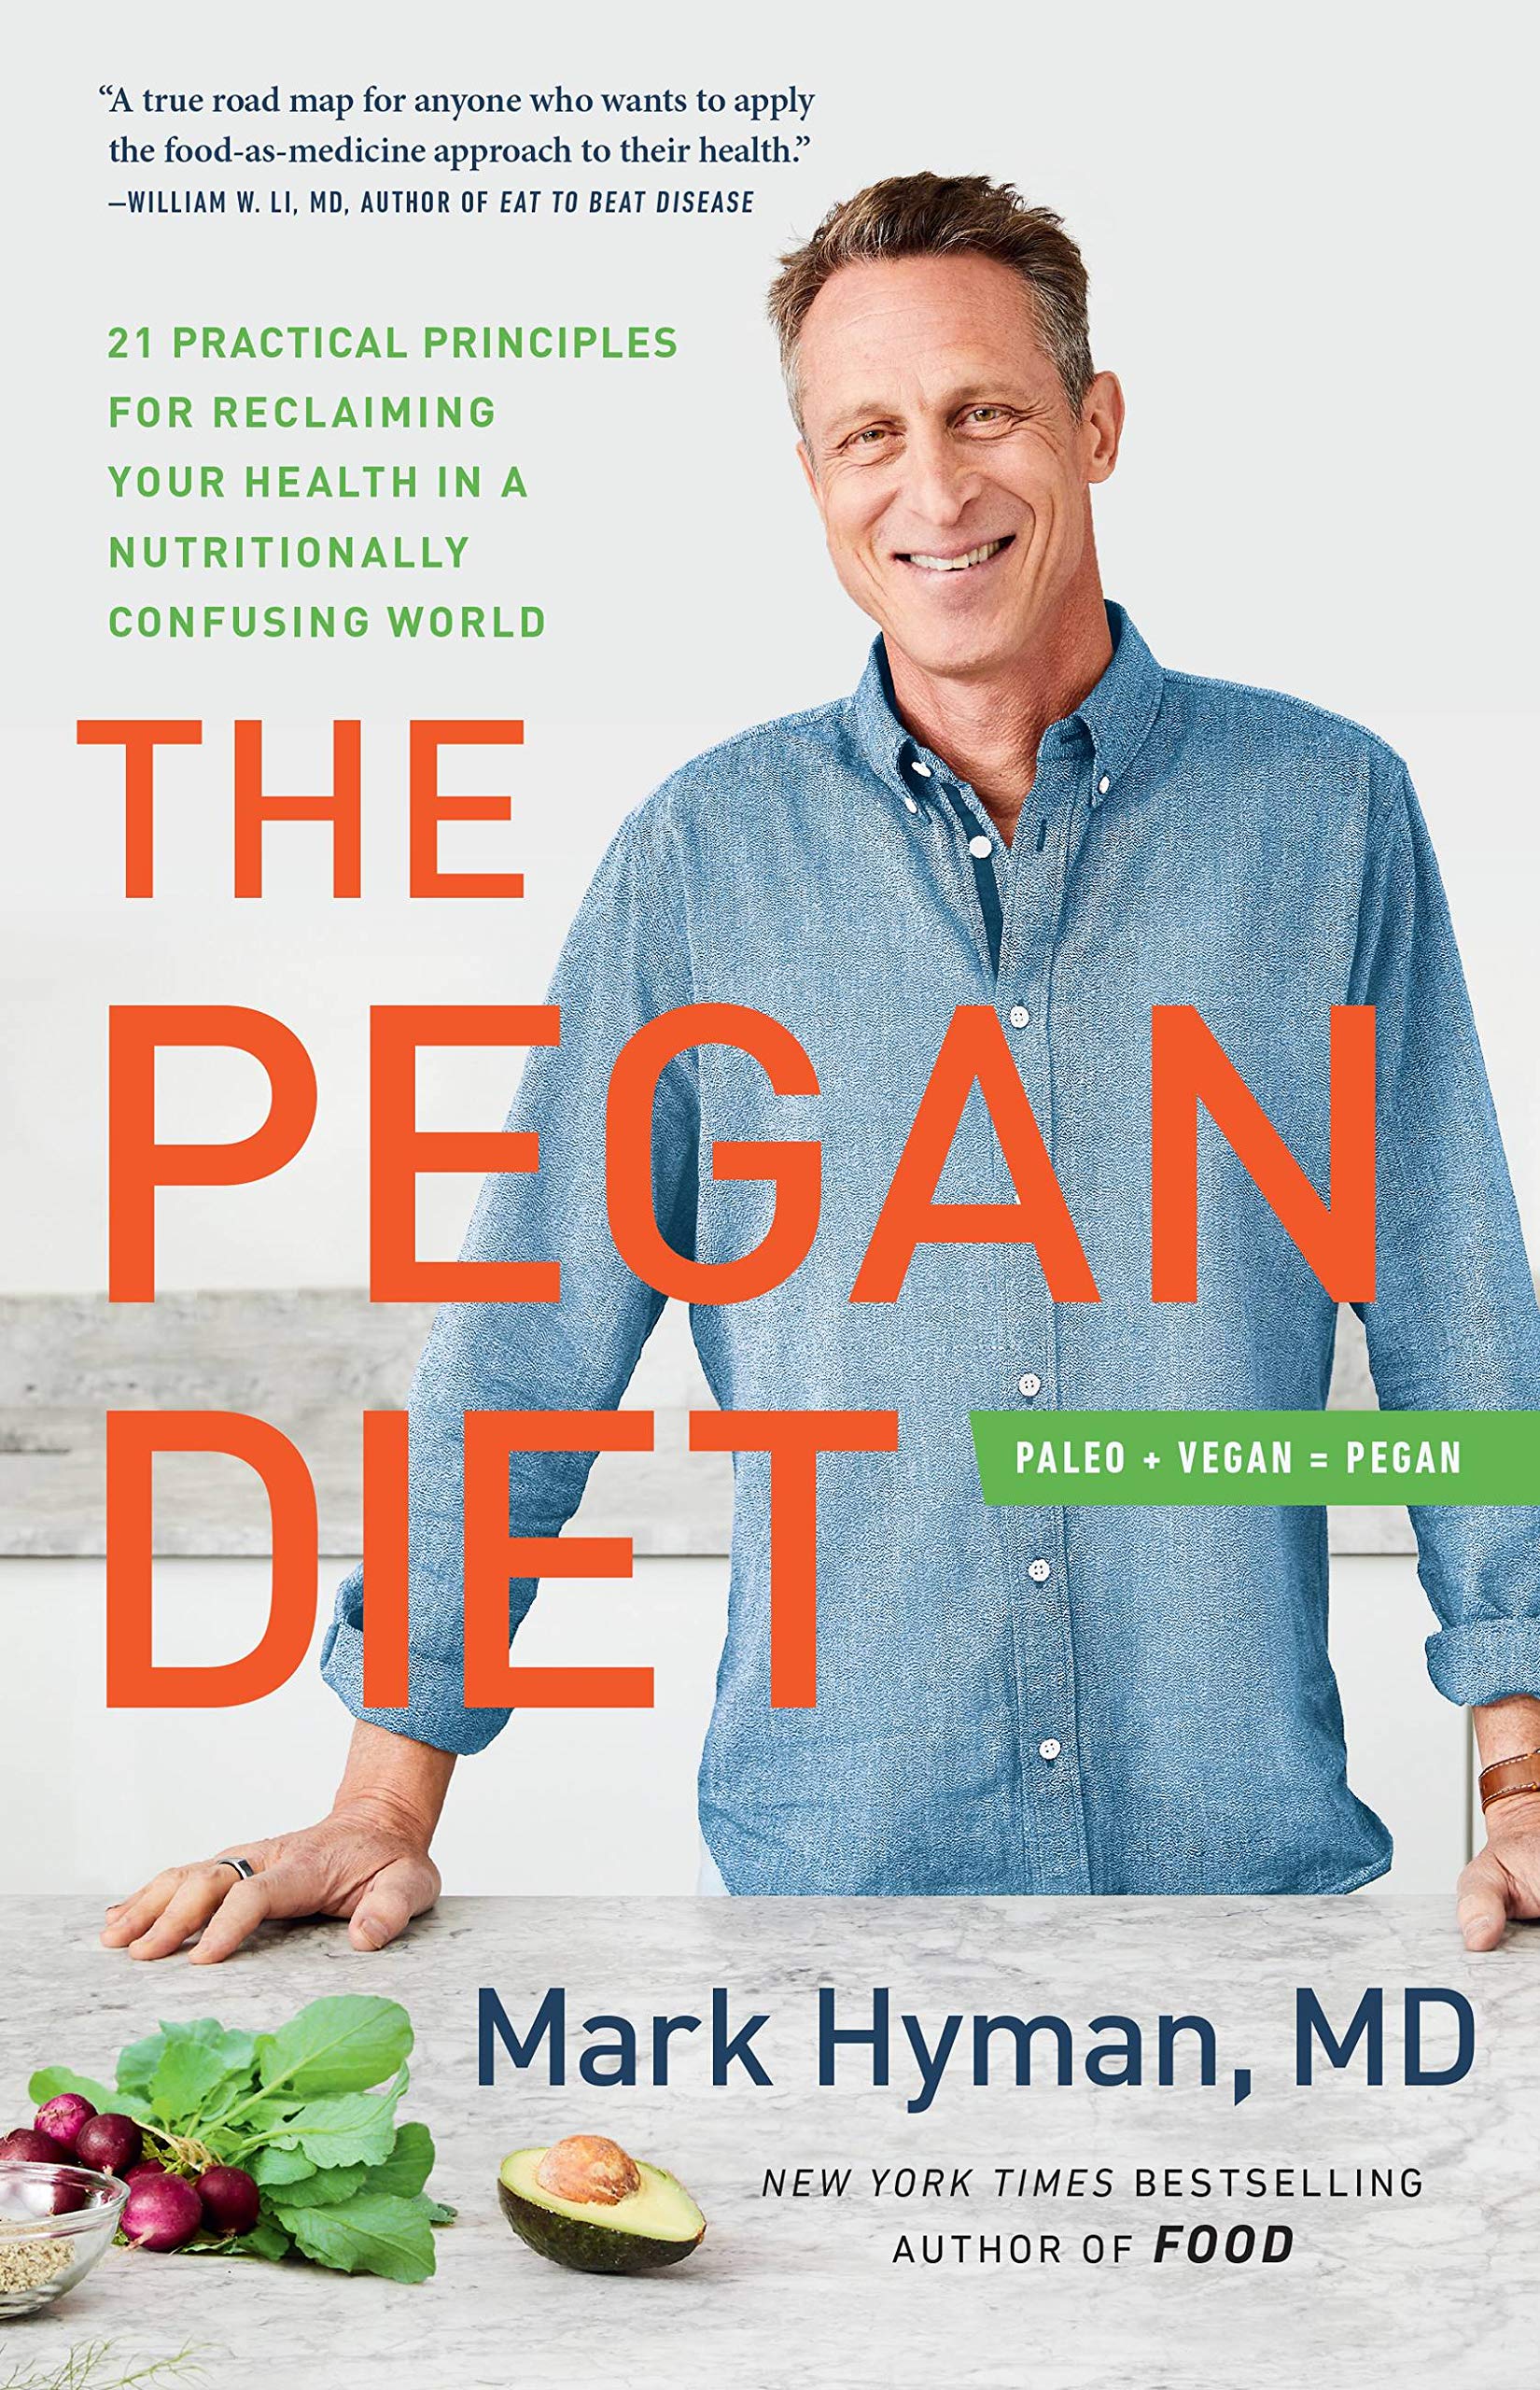 “A true road map for anyone who wants to apply
the food-as-medicine approach to their health.”
—WILLIAM W. LI, MD, AUTHOR OF EAT TO BEAT DISEASE
21 PRACTICAL PRINCIPLES
FOR RECLAIMING
YOUR HEALTH IN A
NUTRITIONALLY
CONFUSING WORLD
THE
PEGAN
DIET
PALEO + VEGAN = PEGAN
Mark Hyman, MD
NEW YORK TIMES BESTSELLING
AUTHOR OF FOOD